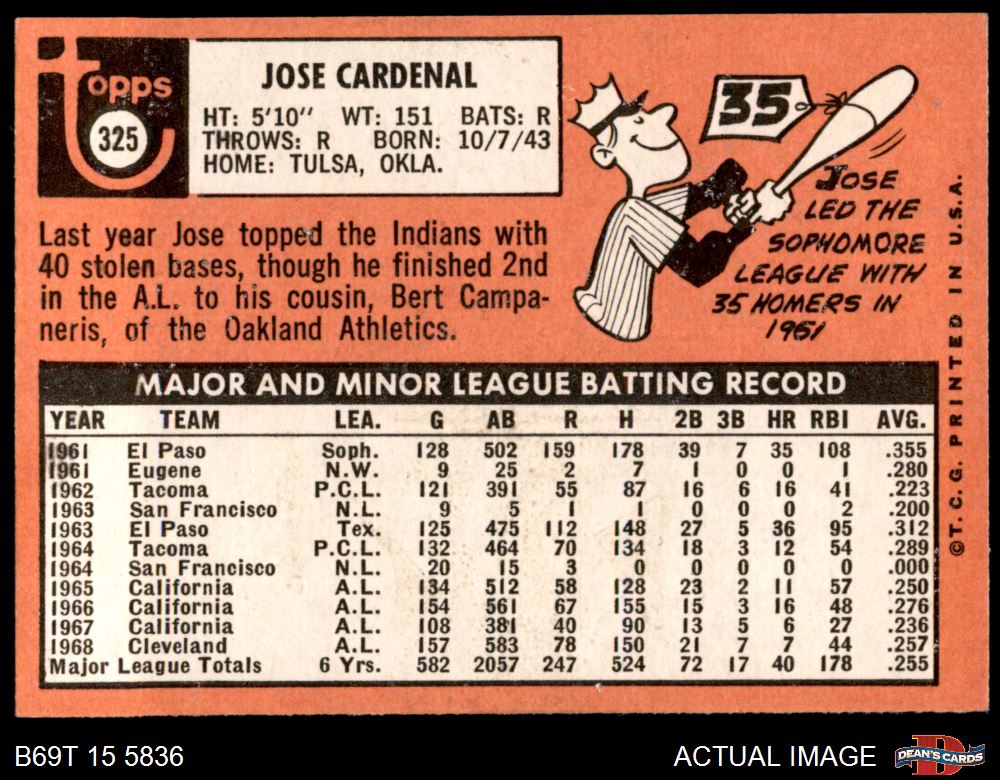 topps
325
JOSE CARDENAL
HT: 5'10" WT: 151 BATS: R
THROWS: R BORN: 10/7/43
HOME: TULSA, OKLA.
35
JOSE
LED THE
SOPHOMORE
LEAGUE WITH
35 HOMERS IN
1961
Last year Jose topped the Indians with
40 stolen bases, though he finished 2nd
in the A.L. to his cousin, Bert Campa-
neris, of the Oakland Athletics.
MAJOR AND MINOR LEAGUE BATTING RECORD
YEAR TEAM LEA. G AB R H 2B 3B HR RBI AVG.
1961 El Paso Soph. 128 502 159 178 39 7 35 108 .355
1961 Eugene N.W. 9 25 2 7 1 0 0 1 .280
1962 Tacoma P.C.L. 121 391 55 87 16 6 16 41 .223
1963 San Francisco N.L. 9 5 1 1 0 0 0 2 .200
1963 El Paso Tex. 125 475 112 148 27 5 36 95 .312
1964 Tacoma P.C.L. 132 464 70 134 18 3 12 54 .289
1964 San Francisco N.L. 20 15 3 0 0 0 0 0 .000
1965 California A.L. 134 512 58 128 23 2 11 57 .250
1966 California A.L. 154 561 67 155 15 3 16 48 .276
1967 California A.L. 108 381 40 90 13 5 6 27 .236
1968 Cleveland A.L. 157 583 78 150 21 7 7 44 .257
Major League Totals 6 Yrs. 582 2057 247 524 72 17 40 178 .255
©T.C.G. PRINTED IN U.S.A.
B69T 15 5836
ACTUAL IMAGE
DEAN'S CARDS